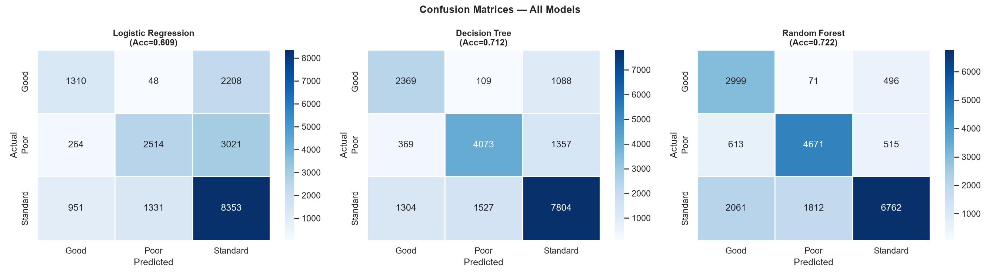 Confusion Matrices — All Models
Logistic Regression
(Acc=0.609)
Actual
Good
Poor
Standard
1310 48 2208
264 2514 3021
951 1331 8353
Good Poor Standard
Predicted
8000
7000
6000
5000
4000
3000
2000
1000
Decision Tree
(Acc=0.712)
Actual
Good
Poor
Standard
2369 109 1088
369 4073 1357
1304 1527 7804
Good Poor Standard
Predicted
7000
6000
5000
4000
3000
2000
1000
Random Forest
(Acc=0.722)
Actual
Good
Poor
Standard
2999 71 496
613 4671 515
2061 1812 6762
Good Poor Standard
Predicted
6000
5000
4000
3000
2000
1000